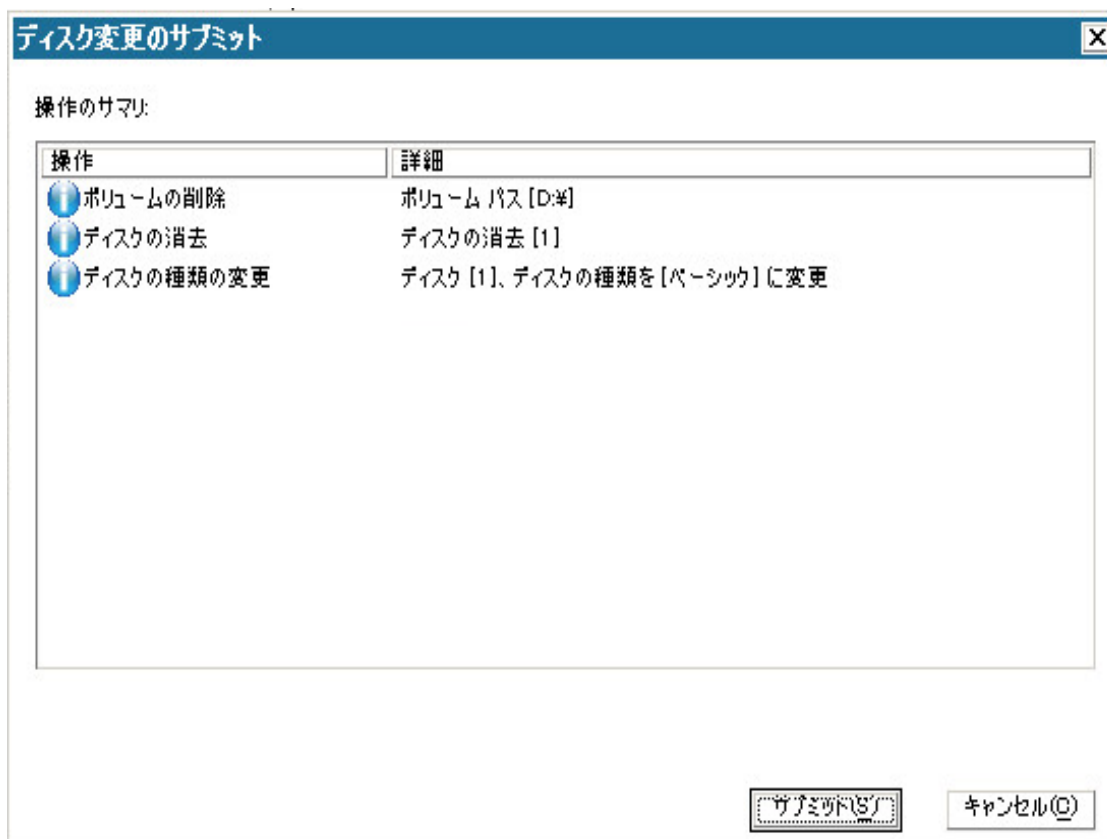 ディスク変更のサブミット
操作のサマリ:
操作 詳細
ボリュームの削除 ボリューム パス [D:¥]
ディスクの消去 ディスクの消去 [1]
ディスクの種類の変更 ディスク [1]、ディスクの種類を [ベーシック] に変更
サブミット(S) キャンセル(C)